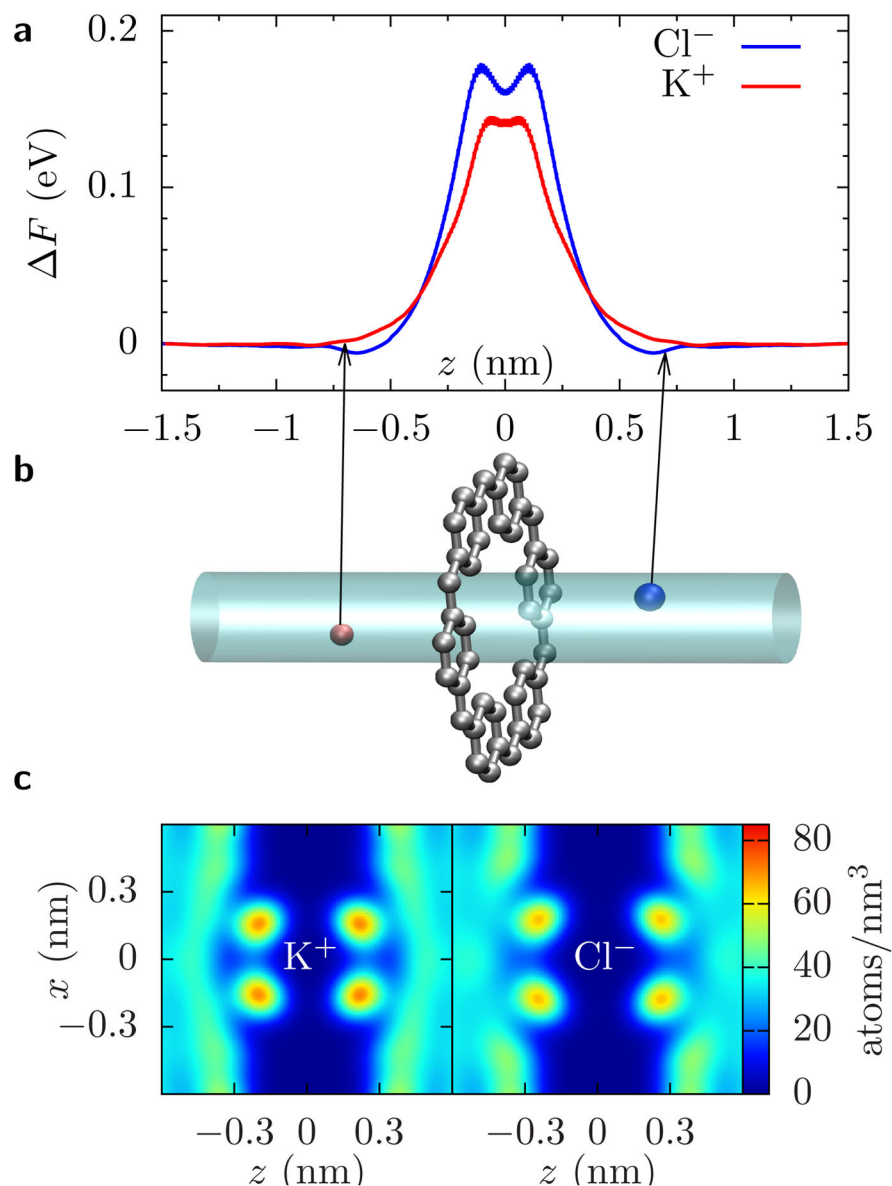 a
0.2
Cl⁻
K⁺
0.1
ΔF (eV)
0
z (nm)
−1.5 −1 −0.5 0 0.5 1 1.5
b
c
80
0.3
60
x (nm)
0
K⁺ Cl⁻
40
−0.3
20
0
atoms/nm³
−0.3 0 0.3 −0.3 0 0.3
z (nm) z (nm)